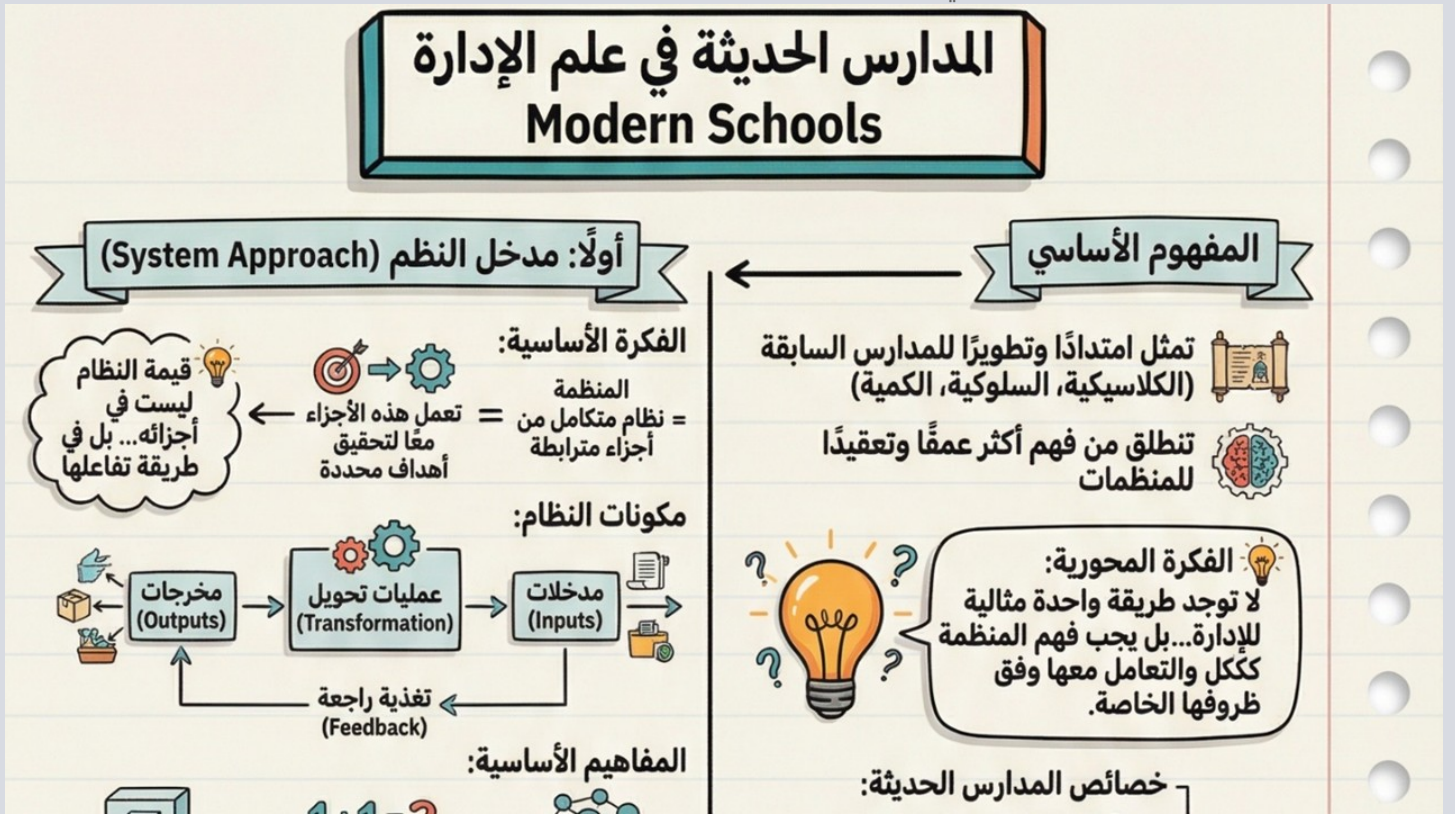 المدارس الحديثة في علم الإدارة
Modern Schools
المفهوم الأساسي
تمثل امتدادًا وتطويرًا للمدارس السابقة
(الكلاسيكية، السلوكية، الكمية)
تنطلق من فهم أكثر عمقًا وتعقيدًا
للمنظمات
الفكرة المحورية:
لا توجد طريقة واحدة مثالية
للإدارة...بل يجب فهم المنظمة
كككل والتعامل معها وفق
ظروفها الخاصة.
خصائص المدارس الحديثة:
أولًا: مدخل النظم (System Approach)
الفكرة الأساسية:
المنظمة
= نظام متكامل من
أجزاء مترابطة
=
تعمل هذه الأجزاء
معًا لتحقيق
أهداف محددة
قيمة النظام
ليست في
أجزائه... بل في
طريقة تفاعلها
مكونات النظام:
مدخلات
(Inputs)
عمليات تحويل
(Transformation)
مخرجات
(Outputs)
تغذية راجعة
(Feedback)
المفاهيم الأساسية: